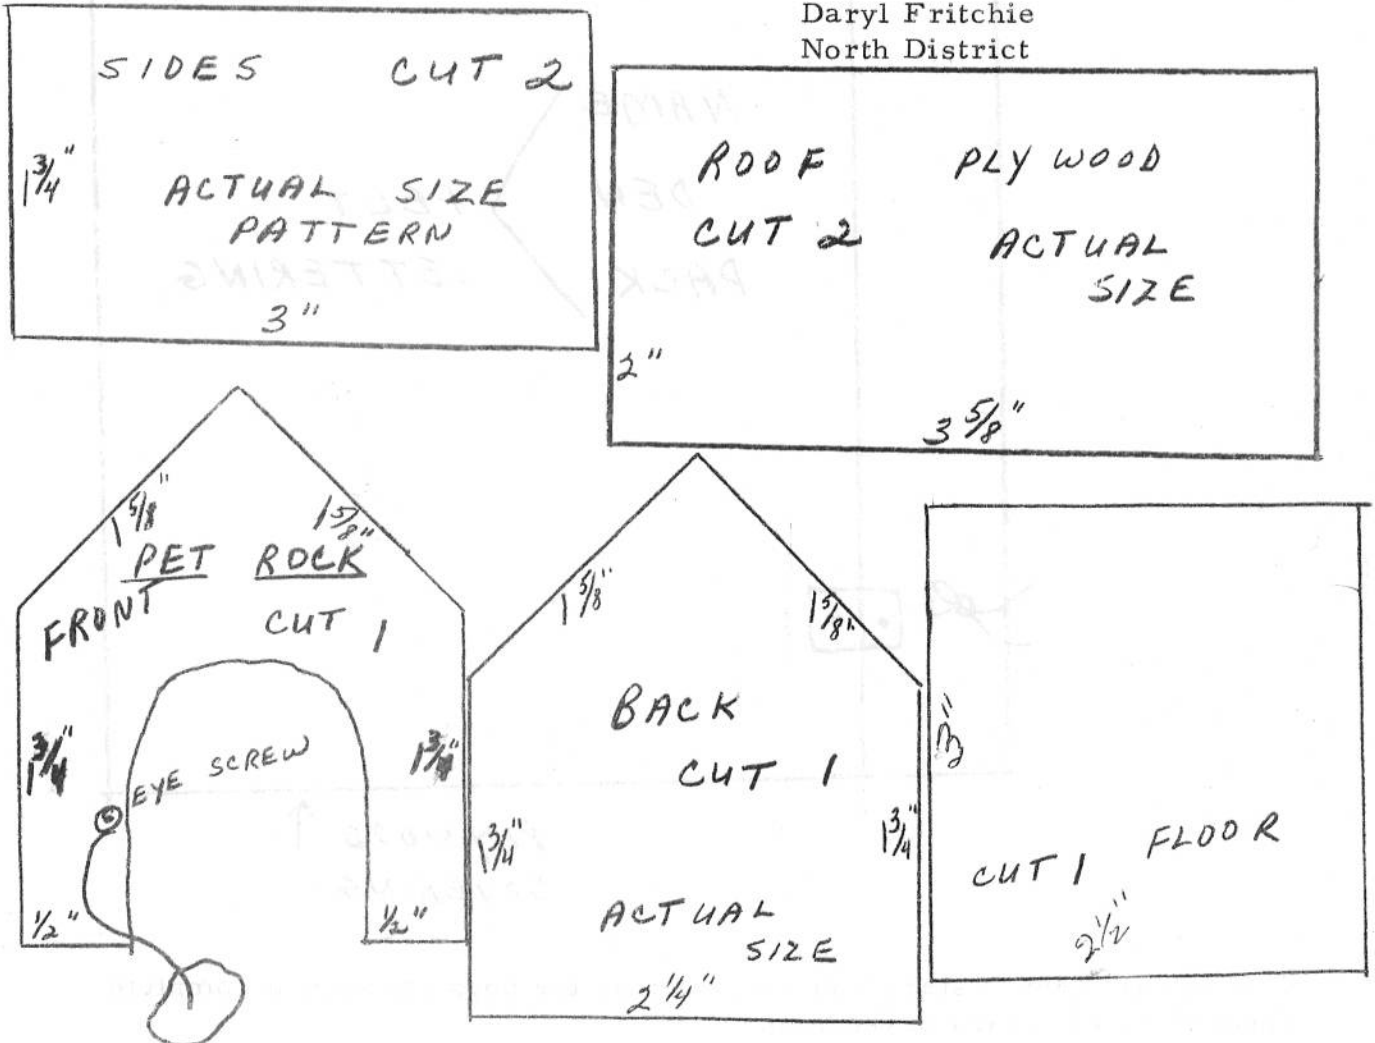 Daryl Fritchie
North District
SIDES CUT 2
1 3/4"
ACTUAL SIZE
PATTERN
3"
ROOF PLYWOOD
CUT 2 ACTUAL
SIZE
2"
3 5/8"
1 5/8" 1 5/8"
PET ROCK
FRONT
CUT 1
1 3/4" 1 3/4"
EYE SCREW
1/2" 1/2"
1 5/8" 1 5/8"
BACK
CUT 1
1 3/4" 1 3/4"
ACTUAL
SIZE
2 1/4"
3"
CUT 1 FLOOR
2 1/2"